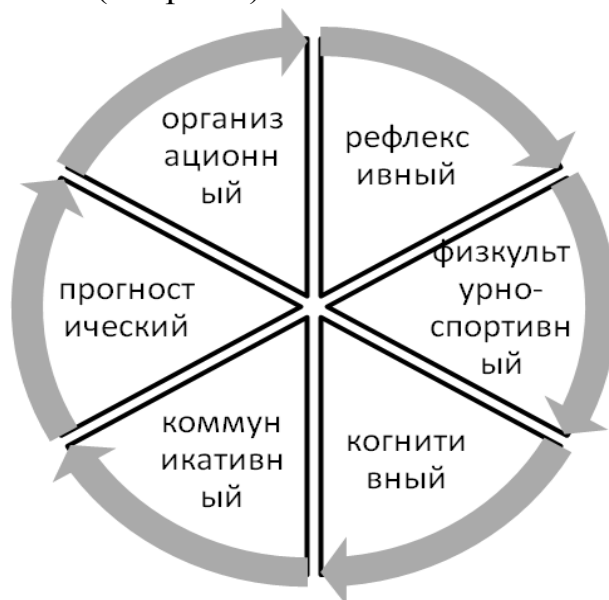 организ
ационн
ый
рефлекс
ивный
физкульт
урно-
спортивн
ый
когнити
вный
коммун
икативн
ый
прогност
ический